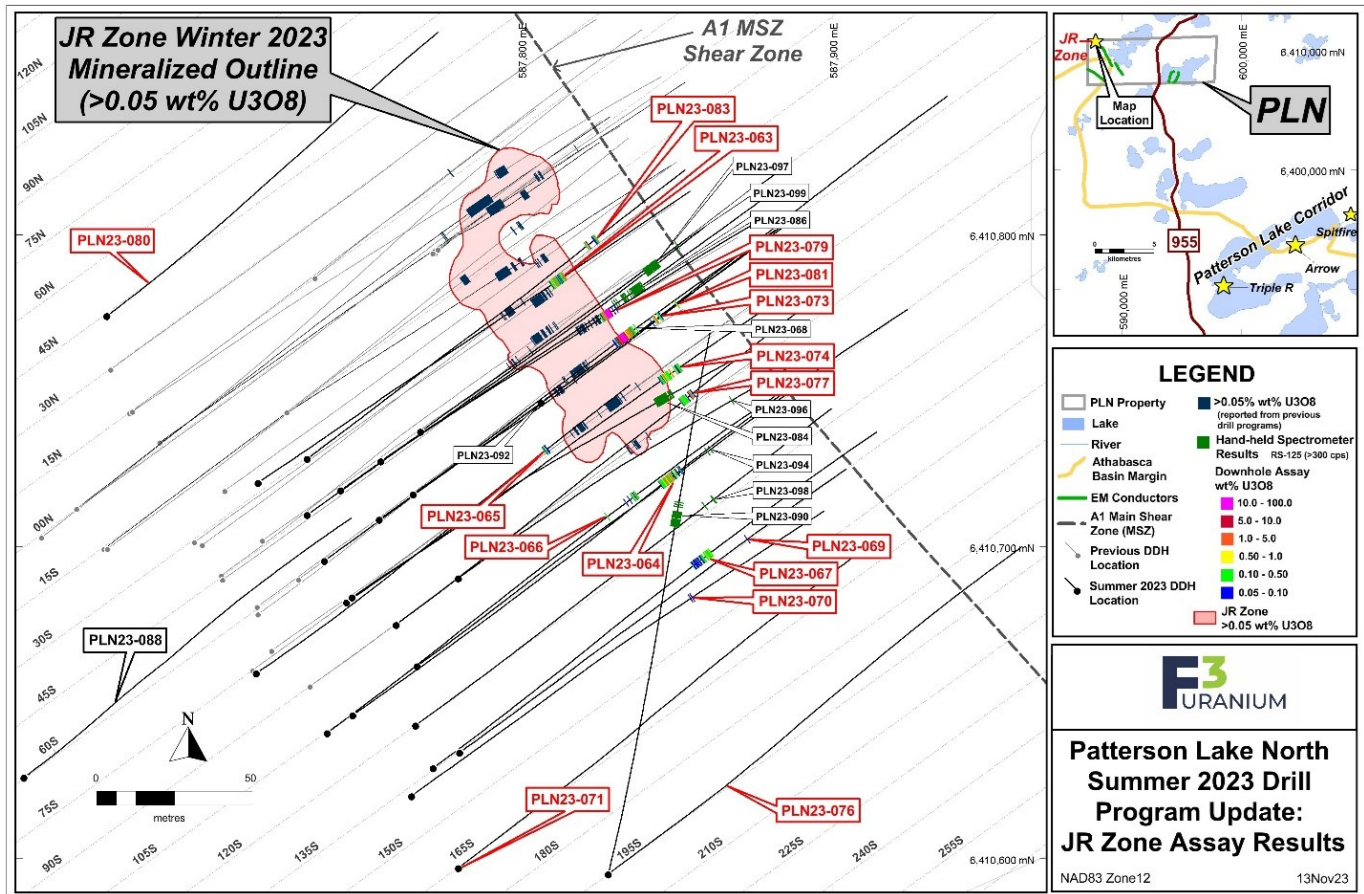 JR Zone Winter 2023
Mineralized Outline
(>0.05 wt% U3O8)
A1 MSZ
Shear Zone
587,800 mE
587,900 mE
120N
105N
90N
75N
60N
45N
30N
15N
00N
15S
30S
45S
60S
75S
90S
105S
120S
135S
165S
180S
195S
210S
225S
255S
PLN23-083
PLN23-063
PLN23-097
PLN23-099
PLN23-086
PLN23-079
PLN23-081
PLN23-073
PLN23-068
PLN23-074
PLN23-077
PLN23-096
PLN23-084
PLN23-094
PLN23-098
PLN23-090
PLN23-069
PLN23-067
PLN23-070
PLN23-080
PLN23-092
PLN23-065
PLN23-066
PLN23-064
PLN23-088
PLN23-071
PLN23-076
6,410,800 mN
6,410,700 mN
6,410,600 mN
N
0 50
metres
JR
Zone
Map
Location
PLN
600,000 mE
6,410,000 mN
6,400,000 mN
590,000 mE
955
0 5
kilometres
Patterson Lake Corridor
Spitfire
Arrow
Triple R
LEGEND
PLN Property
Lake
River
Athabasca
Basin Margin
EM Conductors
A1 Main Shear
Zone (MSZ)
Previous DDH
Location
Summer 2023 DDH
Location
>0.05% wt% U3O8
(reported from previous
drill programs)
Hand-held Spectrometer
Results RS-125 (>300 cps)
Downhole Assay
wt% U3O8
10.0 - 100.0
5.0 - 10.0
1.0 - 5.0
0.50 - 1.0
0.10 - 0.50
0.05 - 0.10
JR Zone
>0.05 wt% U3O8
F3
URANIUM
Patterson Lake North
Summer 2023 Drill
Program Update:
JR Zone Assay Results
NAD83 Zone12 13Nov23